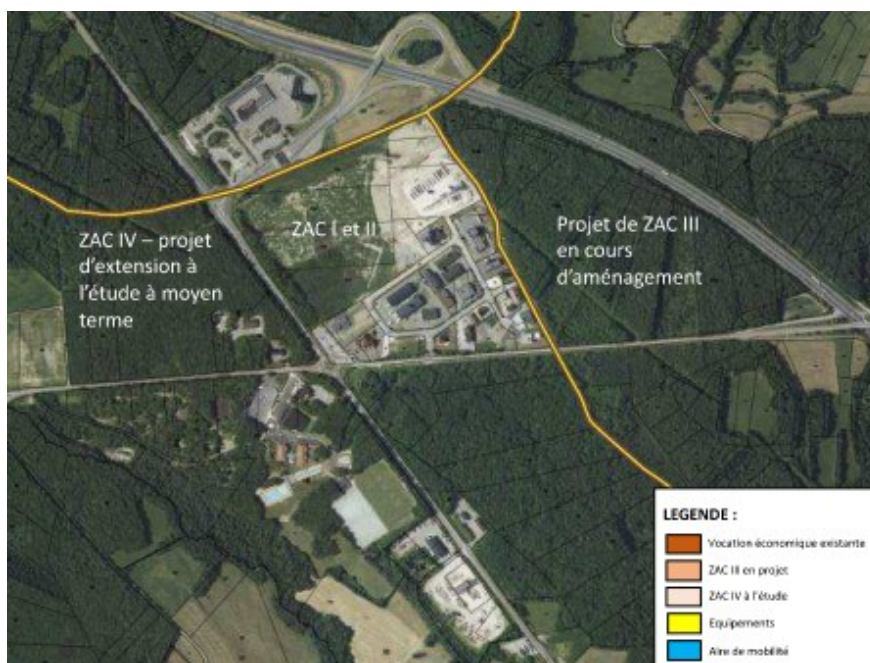 ZAC I et II
ZAC IV – projet
d'extension à
l'étude à moyen
terme
Projet de ZAC III
en cours
d'aménagement
LEGENDE :
Vocation économique existante
ZAC III en projet
ZAC IV à l'étude
Equipements
Aire de mobilité